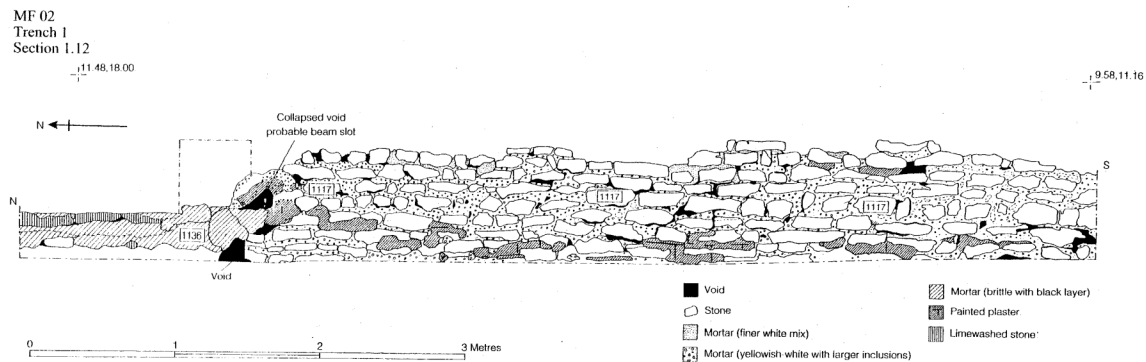 MF 02
Trench 1
Section 1.12
11.48,18.00
9.58,11.16
N
Collapsed void
probable beam slot
S
N
1117
1117
1117
1136
Void
Void
Stone
Mortar (finer white mix)
Mortar (yellowish-white with larger inclusions)
Mortar (brittle with black layer)
Painted plaster
Limewashed stone
0 1 2 3 Metres